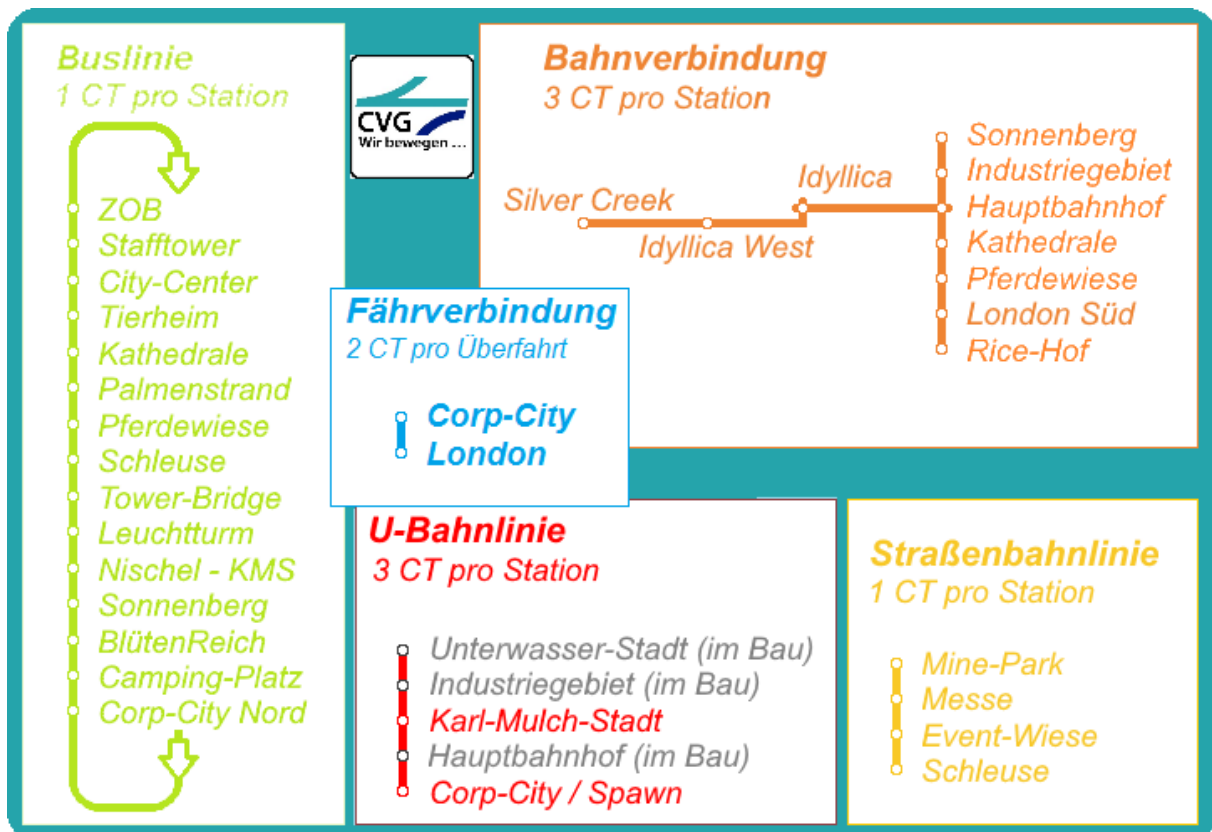 Buslinie
1 CT pro Station
ZOB
Stafftower
City-Center
Tierheim
Kathedrale
Palmenstrand
Pferdewiese
Schleuse
Tower-Bridge
Leuchtturm
Nischel - KMS
Sonnenberg
BlütenReich
Camping-Platz
Corp-City Nord
CVG
Wir bewegen ...
Bahnverbindung
3 CT pro Station
Silver Creek
Idyllica West
Idyllica
Sonnenberg
Industriegebiet
Hauptbahnhof
Kathedrale
Pferdewiese
London Süd
Rice-Hof
Fährverbindung
2 CT pro Überfahrt
Corp-City
London
U-Bahnlinie
3 CT pro Station
Unterwasser-Stadt (im Bau)
Industriegebiet (im Bau)
Karl-Mulch-Stadt
Hauptbahnhof (im Bau)
Corp-City / Spawn
Straßenbahnlinie
1 CT pro Station
Mine-Park
Messe
Event-Wiese
Schleuse